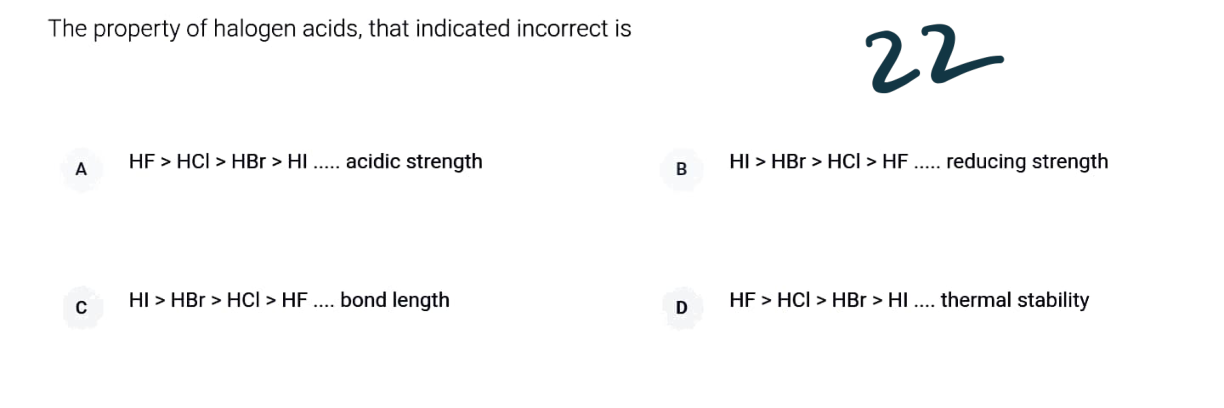 The property of halogen acids, that indicated incorrect is
22
A HF > HCl > HBr > HI ..... acidic strength
B HI > HBr > HCl > HF ..... reducing strength
C HI > HBr > HCl > HF .... bond length
D HF > HCl > HBr > HI .... thermal stability